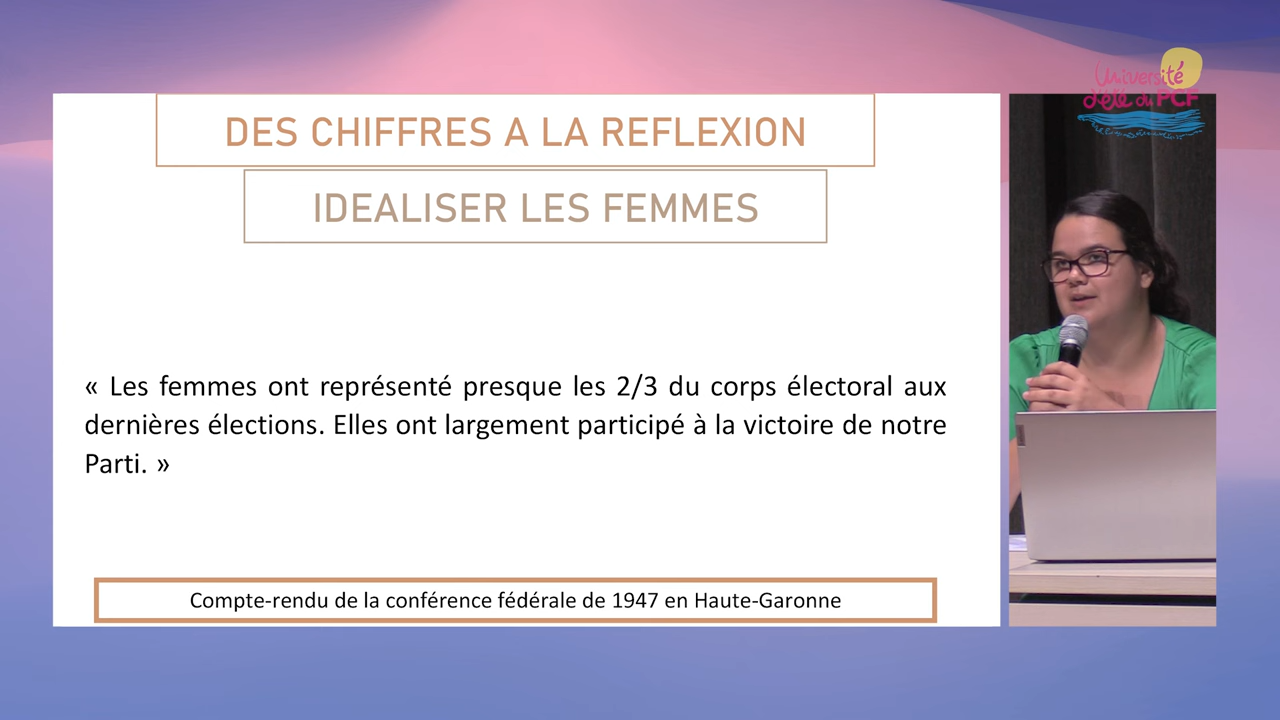 Université
d'été du PCF
DES CHIFFRES A LA REFLEXION
IDEALISER LES FEMMES
« Les femmes ont représenté presque les 2/3 du corps électoral aux
dernières élections. Elles ont largement participé à la victoire de notre
Parti. »
Compte-rendu de la conférence fédérale de 1947 en Haute-Garonne